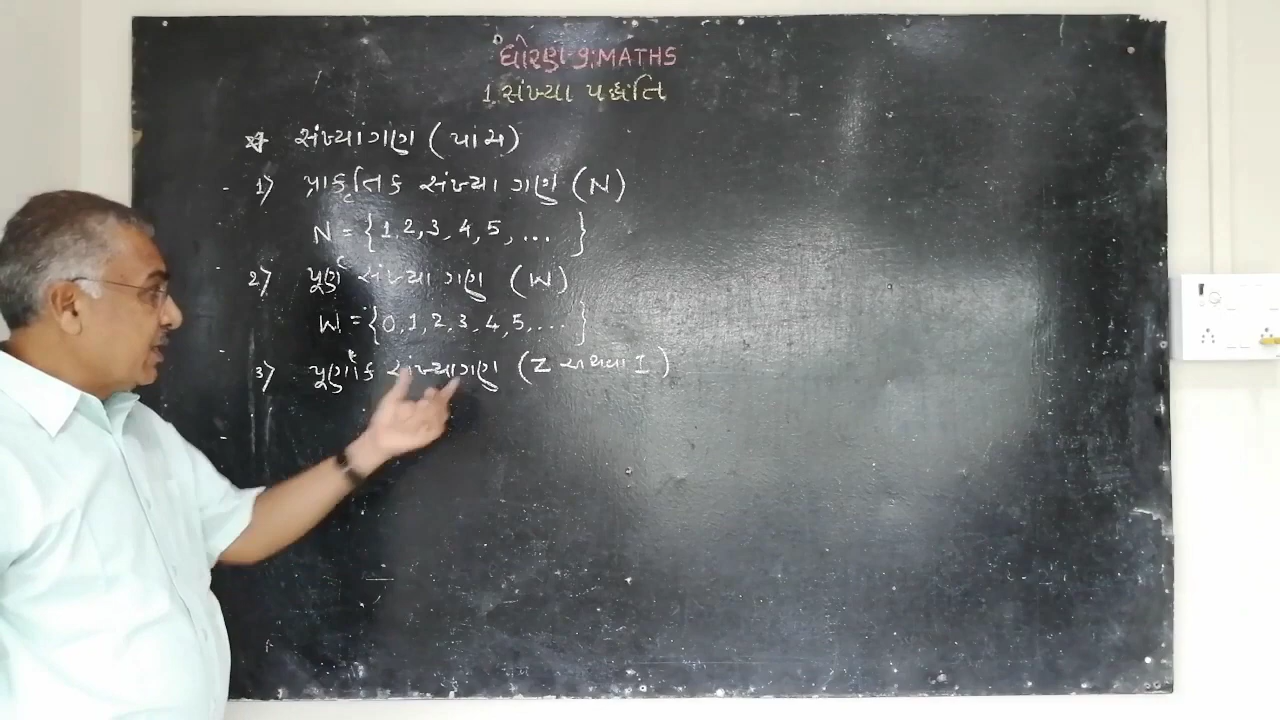 ધોરણ-9:MATHS
1. સંખ્યા પદ્ધતિ
* સંખ્યાગણ (પાંચ)
1) પ્રાકૃતિક સંખ્યા ગણ (N)
N = {1, 2, 3, 4, 5, ... }
2) પૂર્ણ સંખ્યા ગણ (W)
W = {0, 1, 2, 3, 4, 5, .... }
3) પૂર્ણાંક સંખ્યાગણ (Z અથવા I)